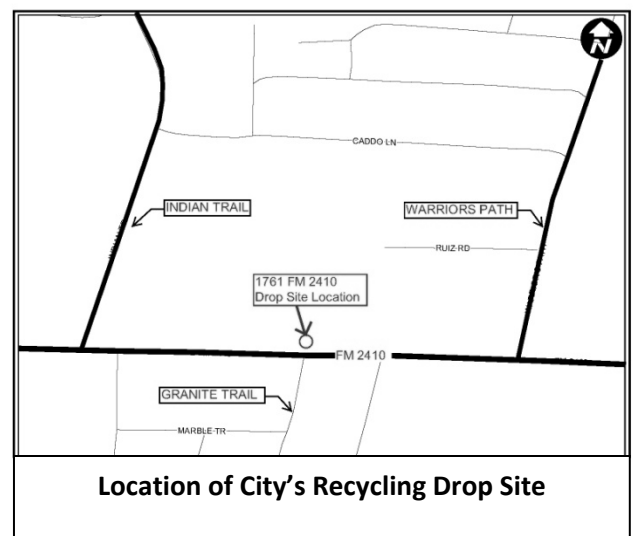 N
CADDO LN
INDIAN TRAIL
WARRIORS PATH
RUIZ RD
1761 FM 2410
Drop Site Location
FM 2410
GRANITE TRAIL
MARBLE TR
Location of City’s Recycling Drop Site